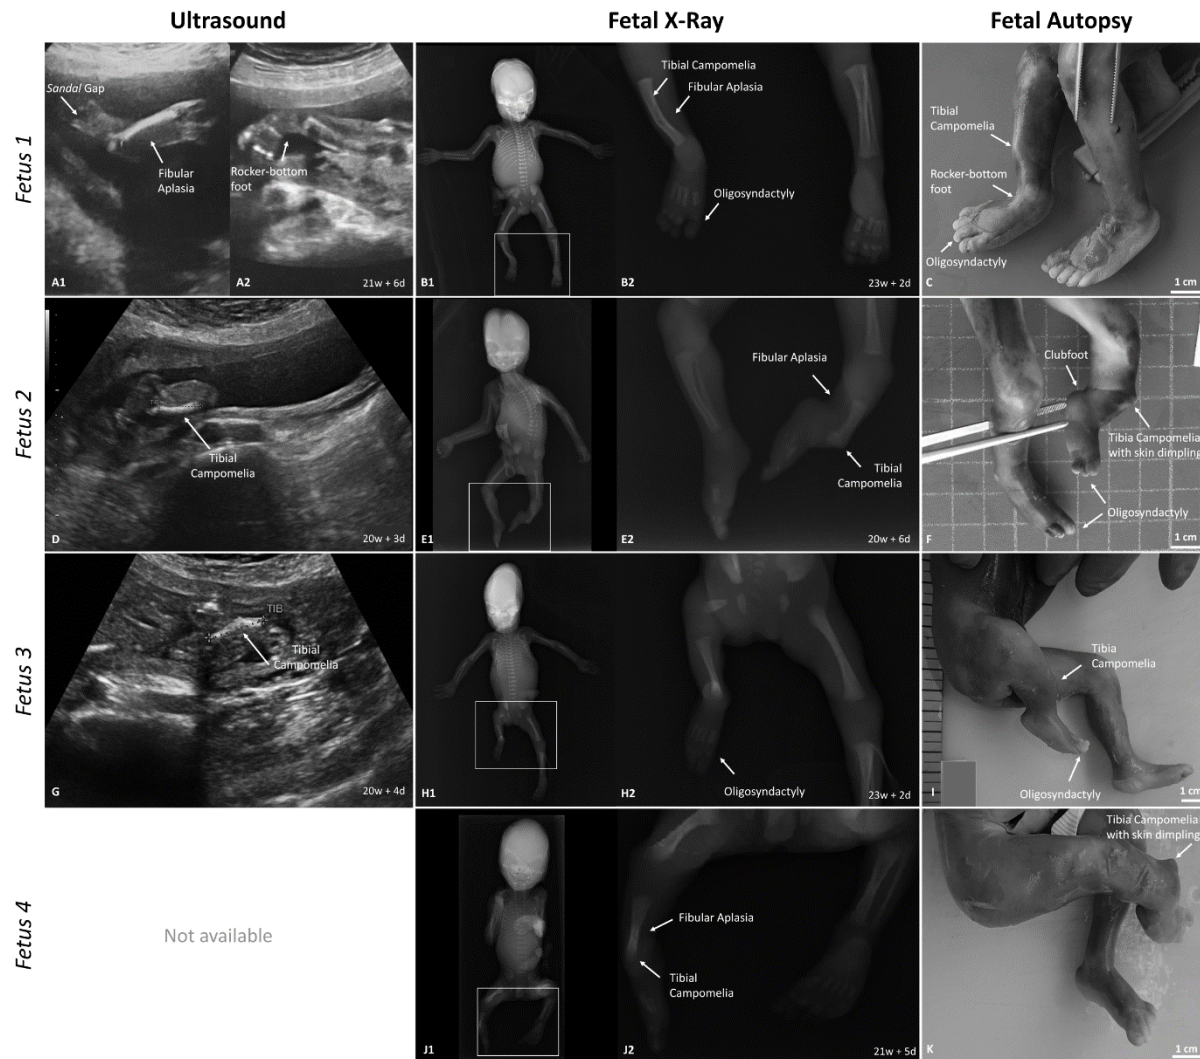 Ultrasound
Fetal X-Ray
Fetal Autopsy
Fetus 1
Sandal Gap
Fibular
Aplasia
A1
Rocker-bottom
foot
A2
21w + 6d
B1
Tibial Campomelia
Fibular Aplasia
Oligosyndactyly
B2
23w + 2d
Tibial
Campomelia
Rocker-bottom
foot
Oligosyndactyly
C
1 cm
Fetus 2
Tibial
Campomelia
D
20w + 3d
E1
Fibular Aplasia
Tibial
Campomelia
E2
20w + 6d
Clubfoot
Tibia Campomelia
with skin dimpling
Oligosyndactyly
F
1 cm
Fetus 3
TIB
Tibial
Campomelia
G
20w + 4d
H1
Oligosyndactyly
H2
23w + 2d
Tibia
Campomelia
Oligosyndactyly
I
1 cm
Fetus 4
Not available
J1
Fibular Aplasia
Tibial
Campomelia
J2
21w + 5d
Tibia Campomelia
with skin dimpling
K
1 cm